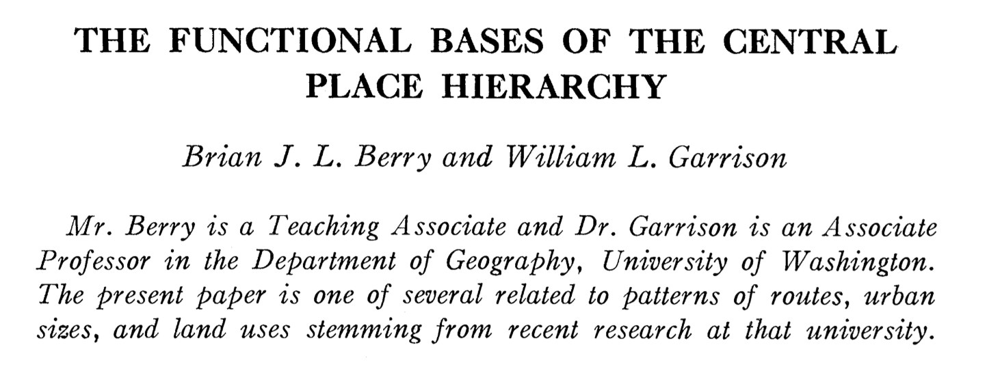 THE FUNCTIONAL BASES OF THE CENTRAL
PLACE HIERARCHY
Brian J. L. Berry and William L. Garrison
Mr. Berry is a Teaching Associate and Dr. Garrison is an Associate
Professor in the Department of Geography, University of Washington.
The present paper is one of several related to patterns of routes, urban
sizes, and land uses stemming from recent research at that university.